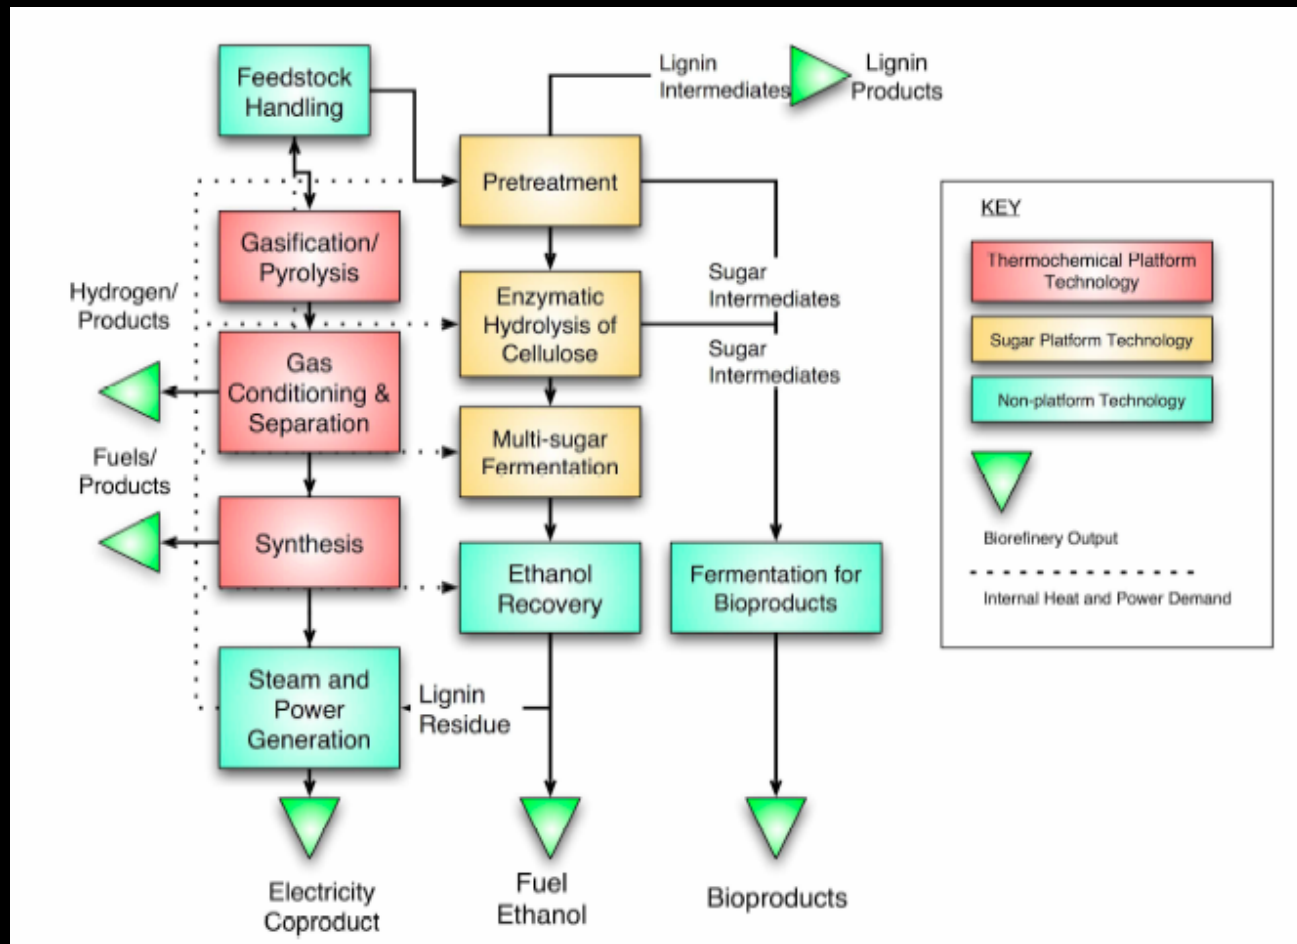 Feedstock
Handling
Lignin
Intermediates
Lignin
Products
Pretreatment
Gasification/
Pyrolysis
Hydrogen/
Products
Enzymatic
Hydrolysis of
Cellulose
Sugar
Intermediates
Sugar
Intermediates
Gas
Conditioning &
Separation
Fuels/
Products
Multi-sugar
Fermentation
Synthesis
Ethanol
Recovery
Fermentation for
Bioproducts
Steam and
Power
Generation
Lignin
Residue
Electricity
Coproduct
Fuel
Ethanol
Bioproducts
KEY
Thermochemical Platform
Technology
Sugar Platform Technology
Non-platform Technology
Biorefinery Output
Internal Heat and Power Demand